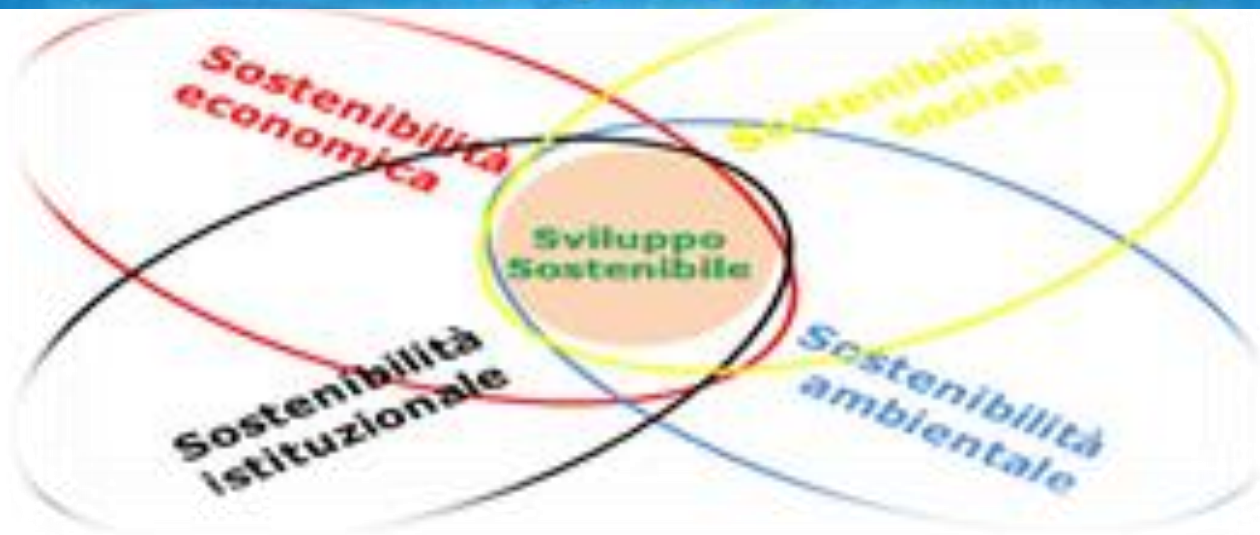 Sostenibilità
economica
Sostenibilità
sociale
Sviluppo
Sostenibile
Sostenibilità
istituzionale
Sostenibilità
ambientale